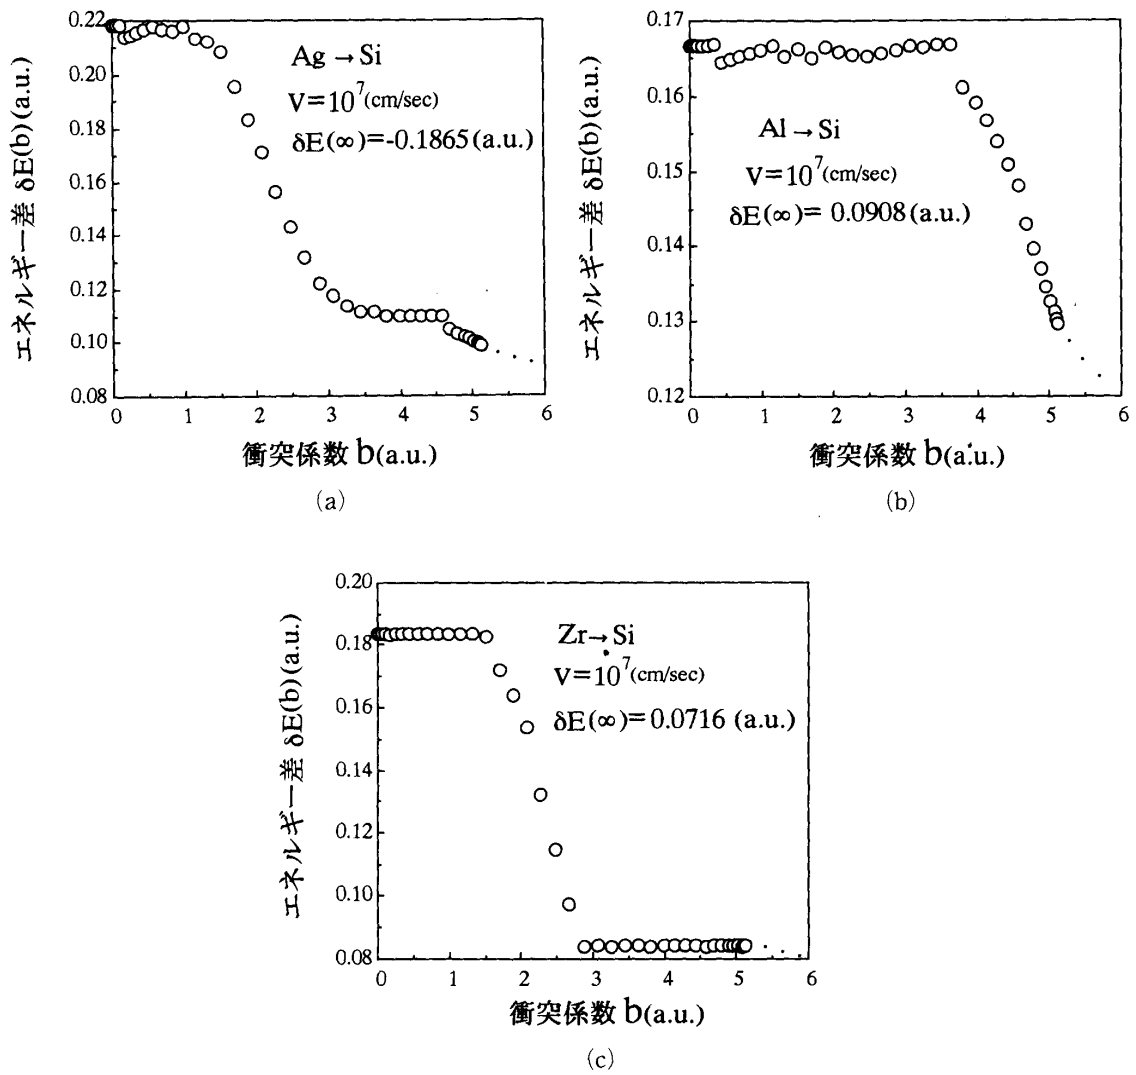 エネルギー差 δE(b)(a.u.)
0.22
0.20
0.18
0.16
0.14
0.12
0.10
0.08
Ag → Si
V=10⁷(cm/sec)
δE(∞)=-0.1865(a.u.)
0 1 2 3 4 5 6
衝突係数 b(a.u.)
(a)
エネルギー差 δE(b)(a.u.)
0.17
0.16
0.15
0.14
0.13
0.12
Al → Si
V=10⁷(cm/sec)
δE(∞)= 0.0908(a.u.)
0 1 2 3 4 5 6
衝突係数 b(a.u.)
(b)
エネルギー差 δE(b)(a.u.)
0.20
0.18
0.16
0.14
0.12
0.10
0.08
Zr→Si
V=10⁷(cm/sec)
δE(∞)=0.0716 (a.u.)
0 1 2 3 4 5 6
衝突係数 b(a.u.)
(c)